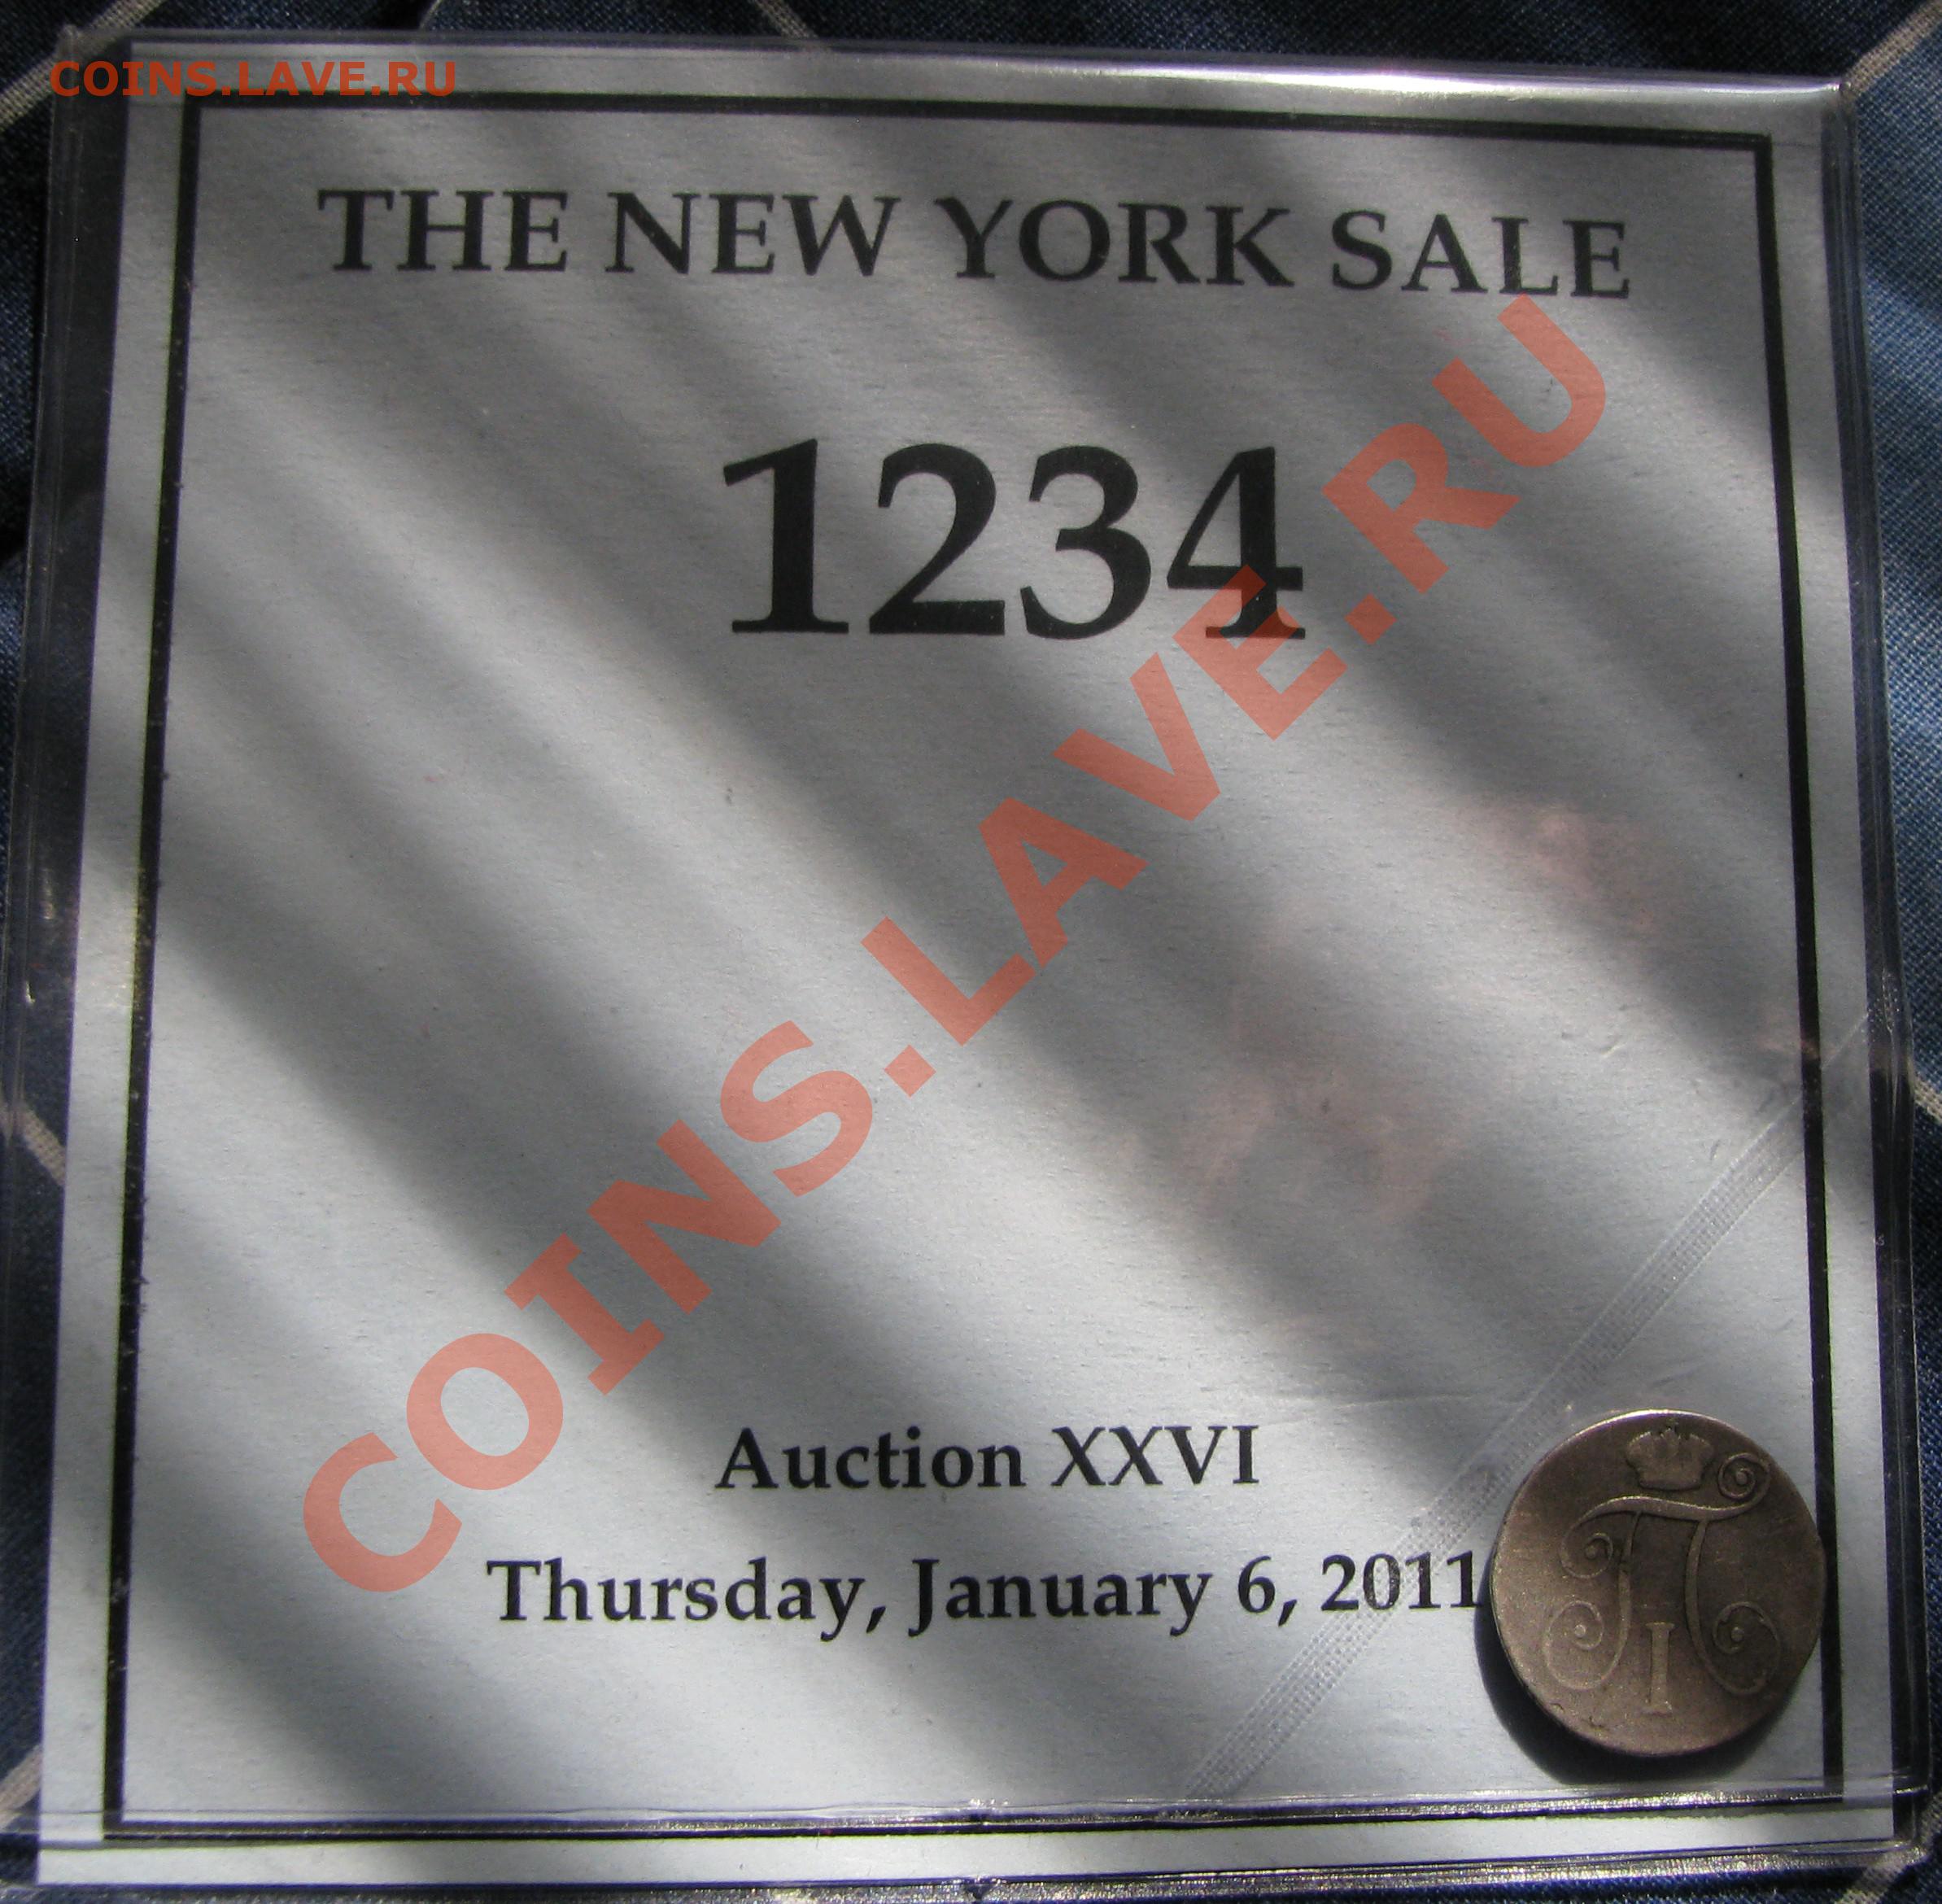 COINS.LAVE.RU
THE NEW YORK SALE
1234
COINS.LAVE.RU
Auction XXVI
Thursday, January 6, 2011
П
I